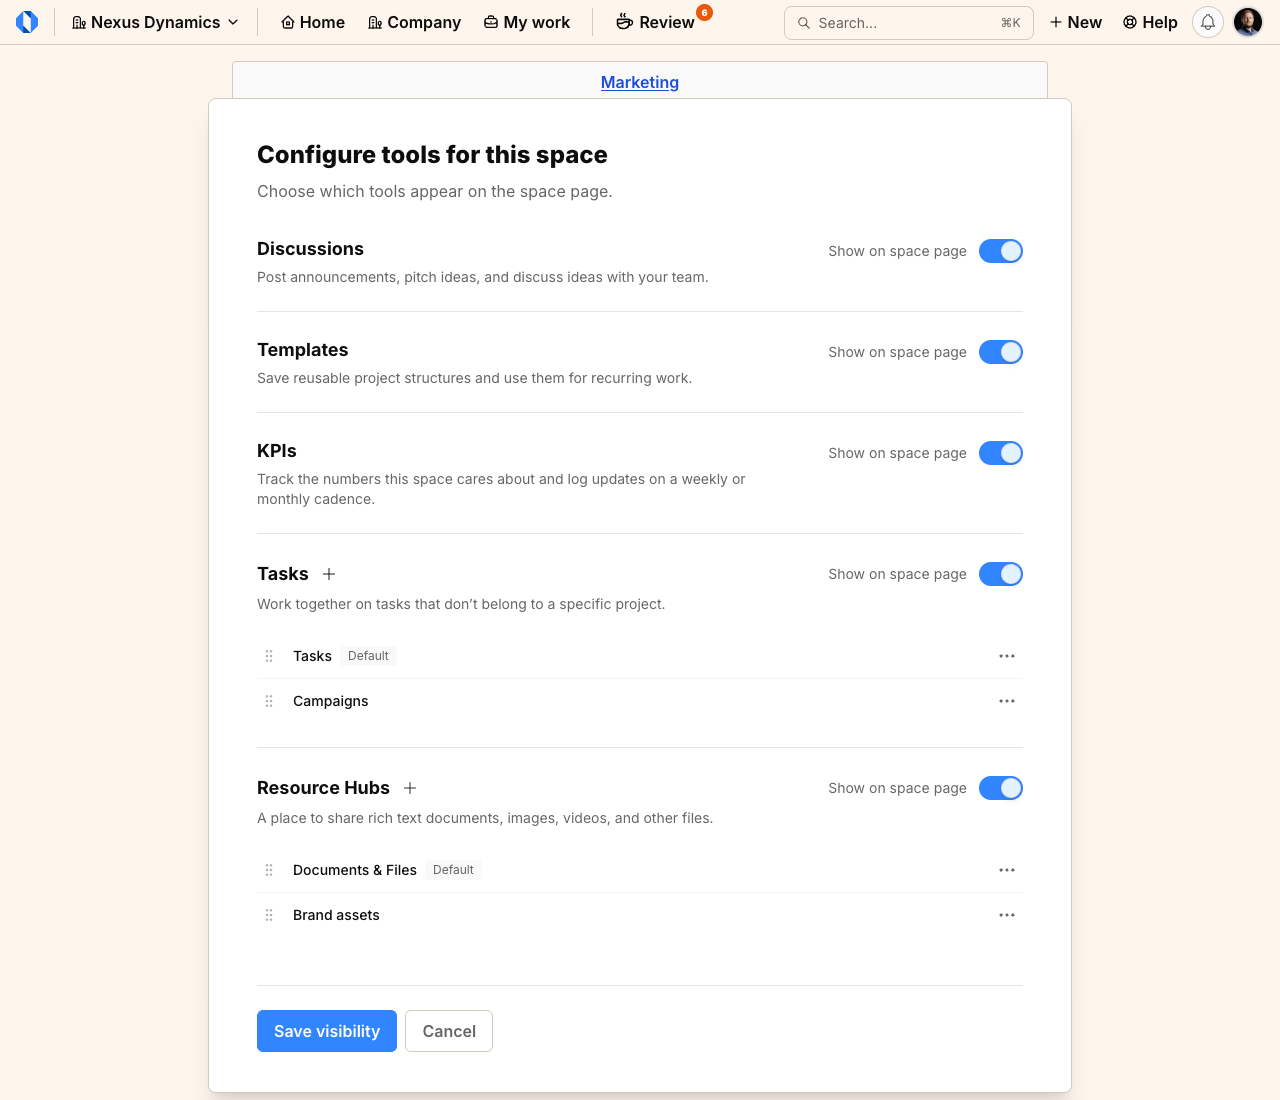 Nexus Dynamics
Home
Company
My work
Review
6
Search...
⌘K
New
Help
Marketing
Configure tools for this space
Choose which tools appear on the space page.
Discussions
Show on space page
Post announcements, pitch ideas, and discuss ideas with your team.
Templates
Show on space page
Save reusable project structures and use them for recurring work.
KPIs
Show on space page
Track the numbers this space cares about and log updates on a weekly or
monthly cadence.
Tasks
Show on space page
Work together on tasks that don’t belong to a specific project.
Tasks Default
Campaigns
Resource Hubs
Show on space page
A place to share rich text documents, images, videos, and other files.
Documents & Files Default
Brand assets
Save visibility
Cancel